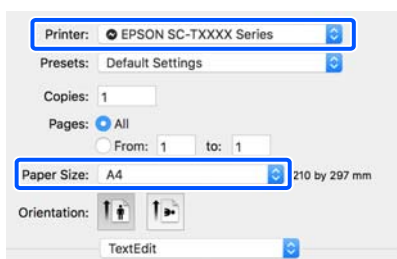 Printer: EPSON SC-TXXXX Series
Presets: Default Settings
Copies: 1
Pages: All
From: 1 to: 1
Paper Size: A4 210 by 297 mm
Orientation:
TextEdit